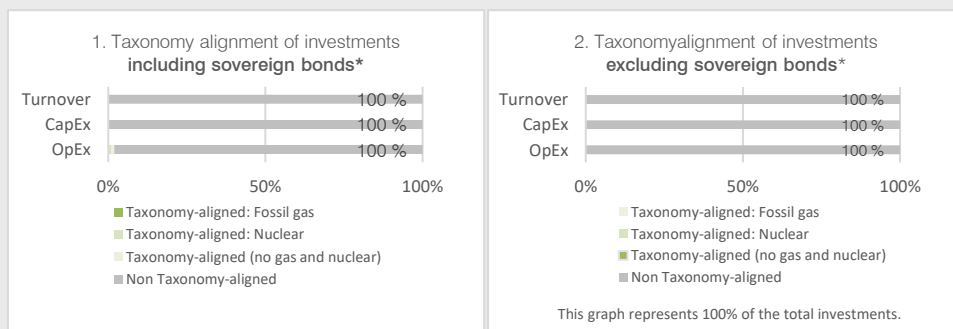 1. Taxonomy alignment of investments
including sovereign bonds*
Turnover 100 %
CapEx 100 %
OpEx 100 %
0% 50% 100%
Taxonomy-aligned: Fossil gas
Taxonomy-aligned: Nuclear
Taxonomy-aligned (no gas and nuclear)
Non Taxonomy-aligned
2. Taxonomyalignment of investments
excluding sovereign bonds*
Turnover 100 %
CapEx 100 %
OpEx 100 %
0% 50% 100%
Taxonomy-aligned: Fossil gas
Taxonomy-aligned: Nuclear
Taxonomy-aligned (no gas and nuclear)
Non Taxonomy-aligned
This graph represents 100% of the total investments.